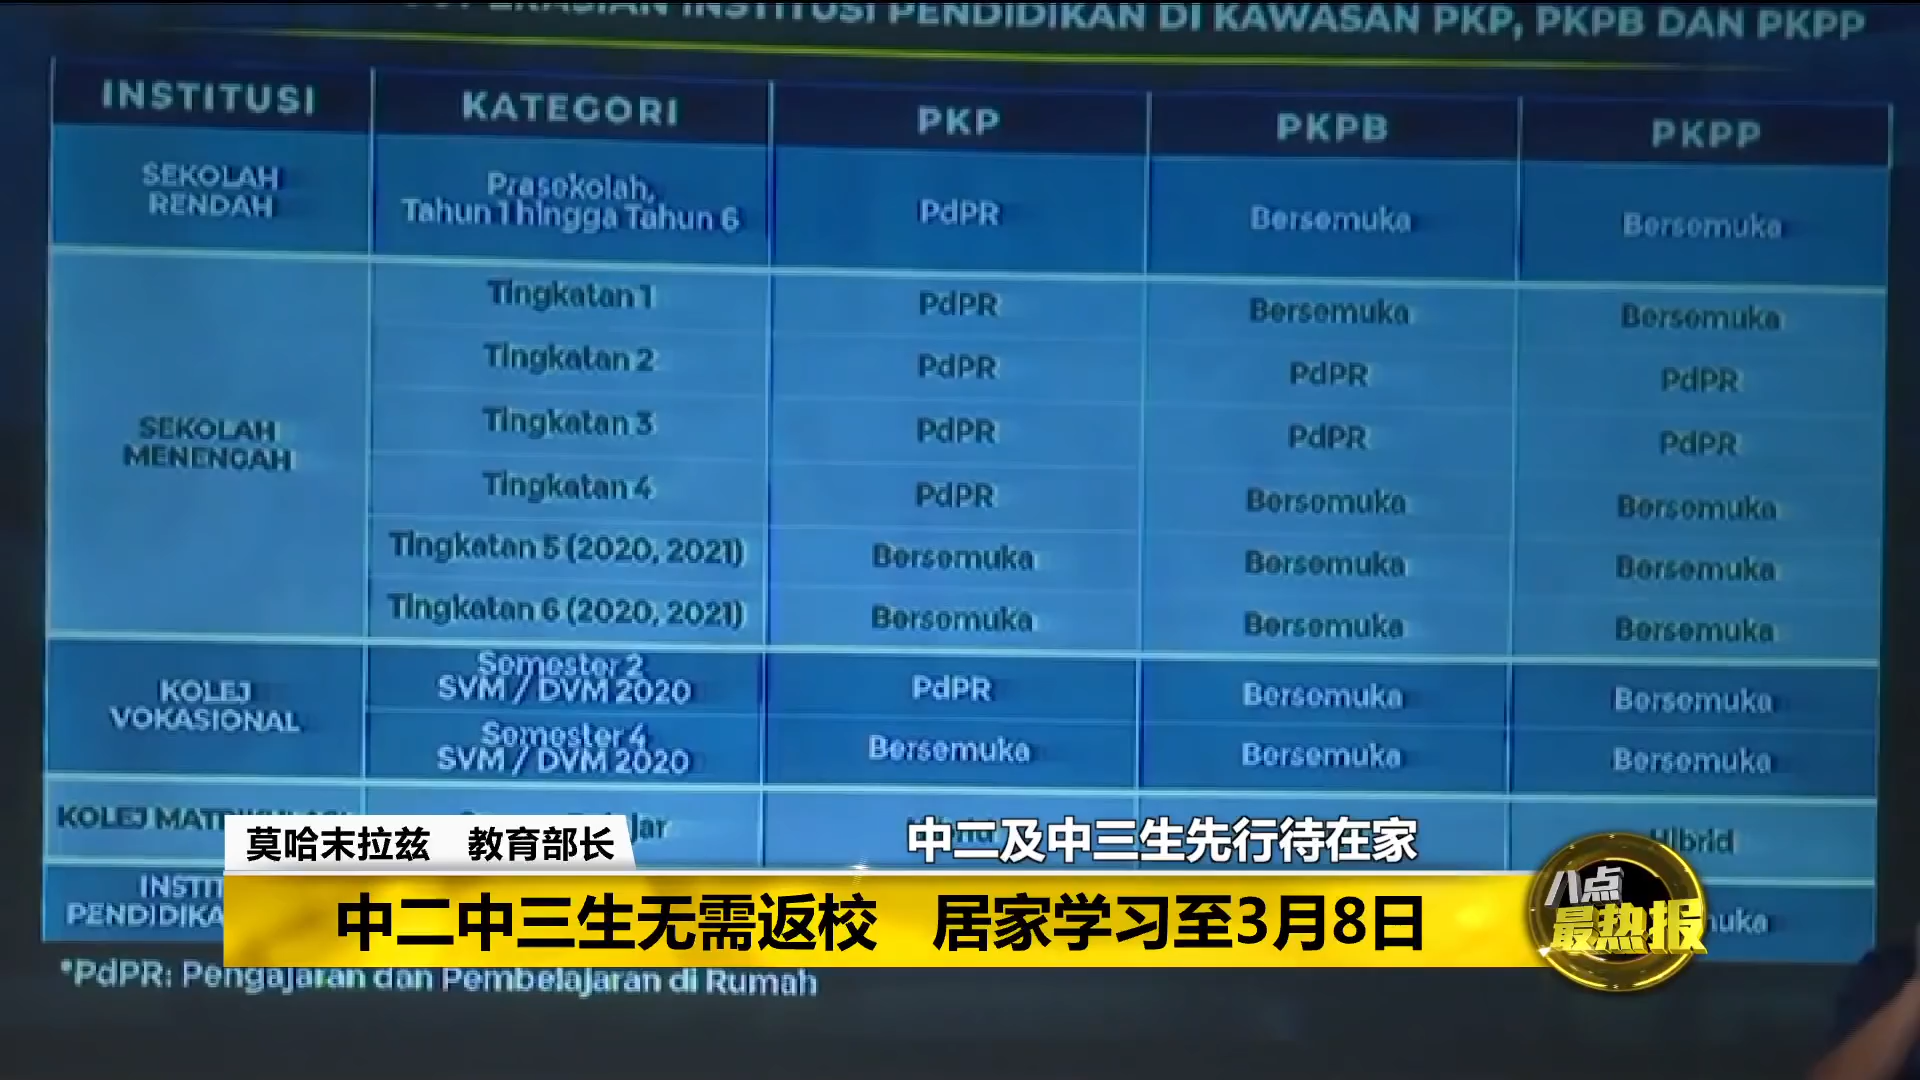 INSTITUSI PENDIDIKAN DI KAWASAN PKP, PKPB DAN PKPP
INSTITUSI KATEGORI PKP PKPB PKPP
SEKOLAH RENDAH
Prasekolah,
Tahun 1 hingga Tahun 6
PdPR Bersemuka Bersemuka
SEKOLAH MENENGAH
Tingkatan 1 PdPR Bersemuka Bersemuka
Tingkatan 2 PdPR PdPR PdPR
Tingkatan 3 PdPR PdPR PdPR
Tingkatan 4 PdPR Bersemuka Bersemuka
Tingkatan 5 (2020, 2021) Bersemuka Bersemuka Bersemuka
Tingkatan 6 (2020, 2021) Bersemuka Bersemuka Bersemuka
KOLEJ
VOKASIONAL
Semester 2
SVM / DVM 2020
PdPR Bersemuka Bersemuka
Semester 4
SVM / DVM 2020
Bersemuka Bersemuka Bersemuka
KOLEJ
Hibrid
莫哈末拉兹 教育部长
中二及中三生先行待在家
中二中三生无需返校 居家学习至3月8日
八点
最热报
*PdPR: Pengajaran dan Pembelajaran di Rumah